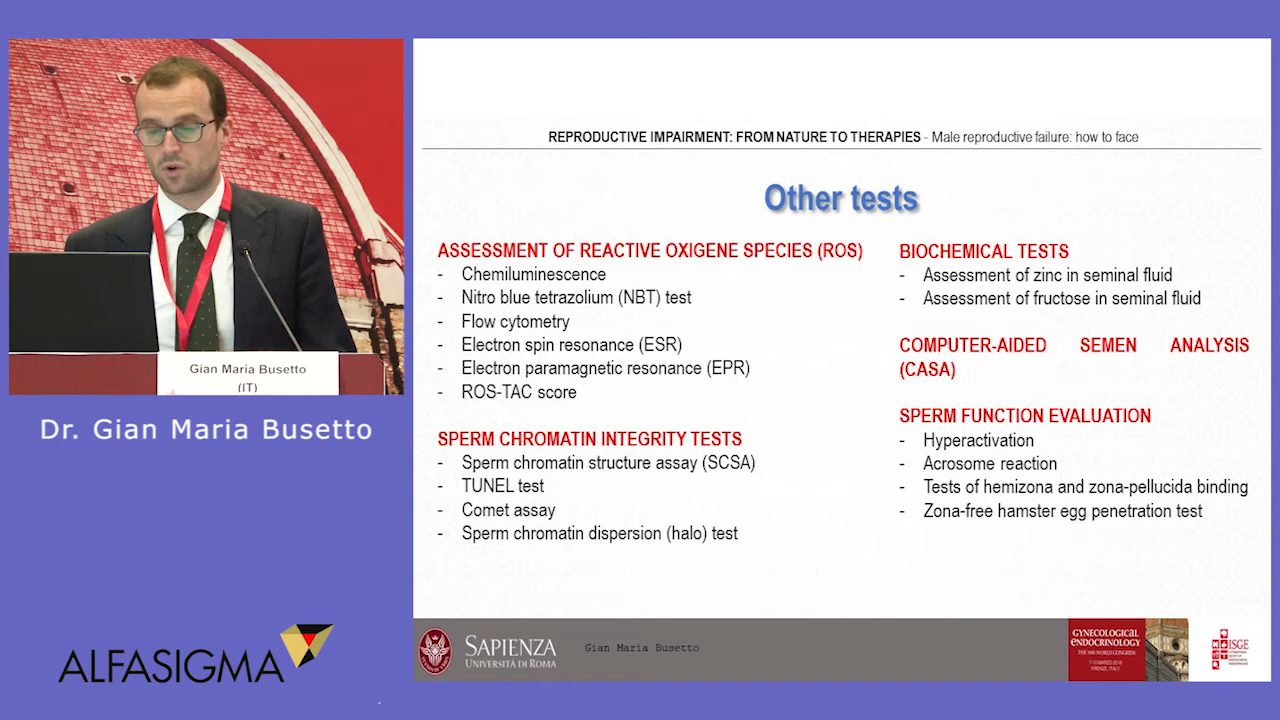 REPRODUCTIVE IMPAIRMENT: FROM NATURE TO THERAPIES - Male reproductive failure: how to face
Other tests
ASSESSMENT OF REACTIVE OXIGENE SPECIES (ROS)
- Chemiluminescence
- Nitro blue tetrazolium (NBT) test
- Flow cytometry
- Electron spin resonance (ESR)
- Electron paramagnetic resonance (EPR)
- ROS-TAC score
SPERM CHROMATIN INTEGRITY TESTS
- Sperm chromatin structure assay (SCSA)
- TUNEL test
- Comet assay
- Sperm chromatin dispersion (halo) test
BIOCHEMICAL TESTS
- Assessment of zinc in seminal fluid
- Assessment of fructose in seminal fluid
COMPUTER-AIDED SEMEN ANALYSIS
(CASA)
SPERM FUNCTION EVALUATION
- Hyperactivation
- Acrosome reaction
- Tests of hemizona and zona-pellucida binding
- Zona-free hamster egg penetration test
Gian Maria Busetto
(IT)
Dr. Gian Maria Busetto
ALFASIGMA
SAPIENZA
UNIVERSITÀ DI ROMA
Gian Maria Busetto
GYNECOLOGICAL
ENDOCRINOLOGY
FIRENZE, ITALY
ISGE